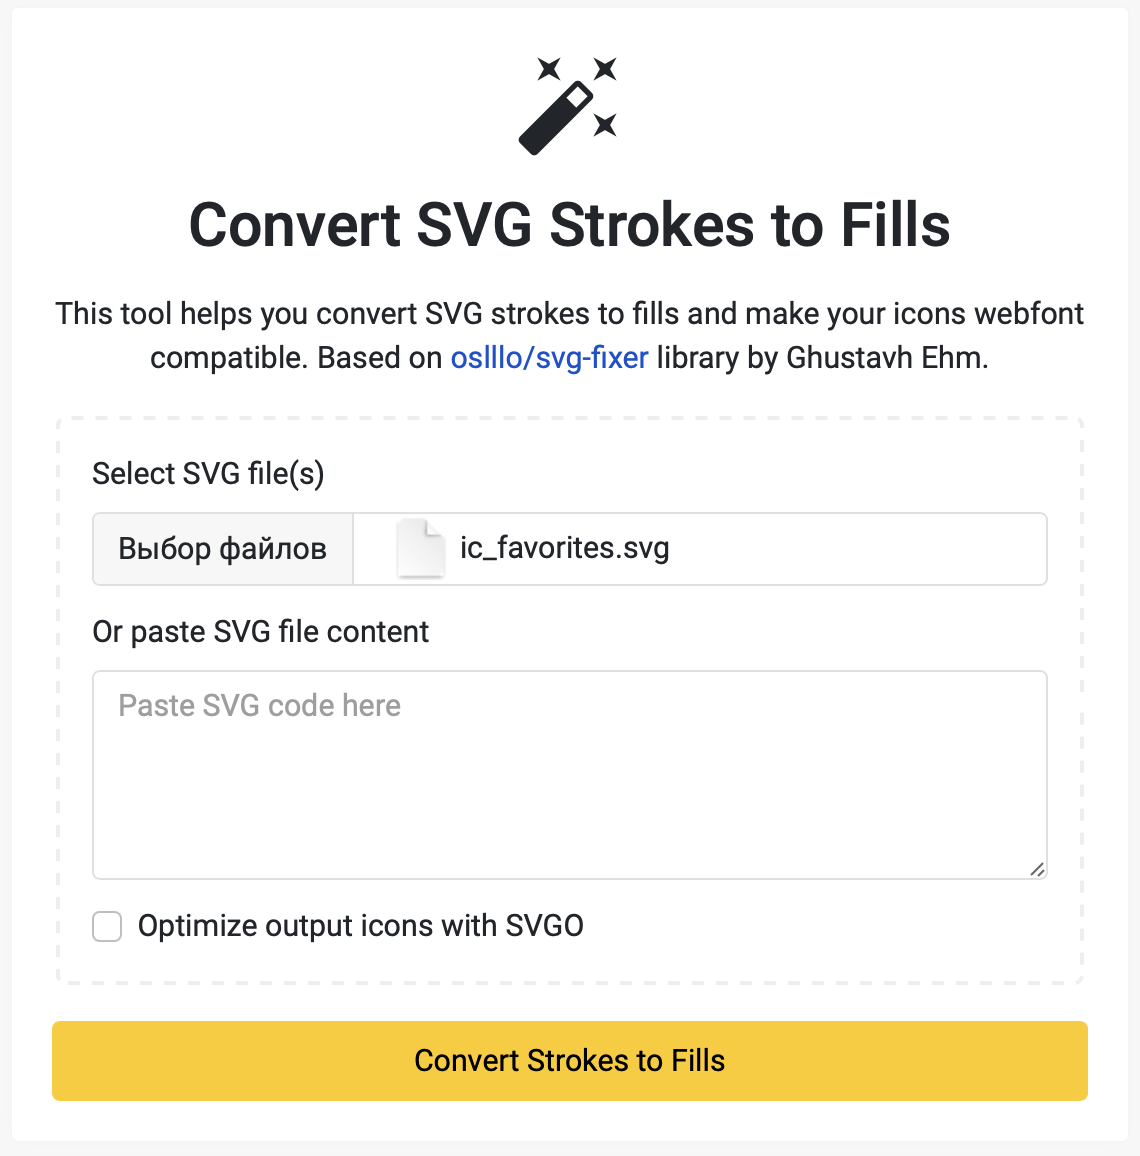 Convert SVG Strokes to Fills
This tool helps you convert SVG strokes to fills and make your icons webfont
compatible. Based on oslllo/svg-fixer library by Ghustavh Ehm.
Select SVG file(s)
Выбор файлов ic_favorites.svg
Or paste SVG file content
Paste SVG code here
Optimize output icons with SVGO
Convert Strokes to Fills